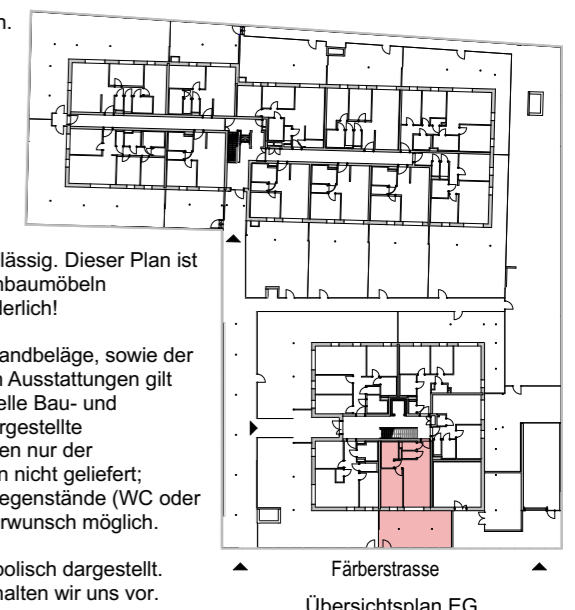 n.
lässig. Dieser Plan ist
nbaumöbeln
derlich!
andbeläge, sowie der
n Ausstattungen gilt
elle Bau- und
rgestellte
en nur der
n nicht geliefert;
egenstände (WC oder
rwunsch möglich.
bolisch dargestellt.
halten wir uns vor.
Färberstrasse
Übersichtsplan EG